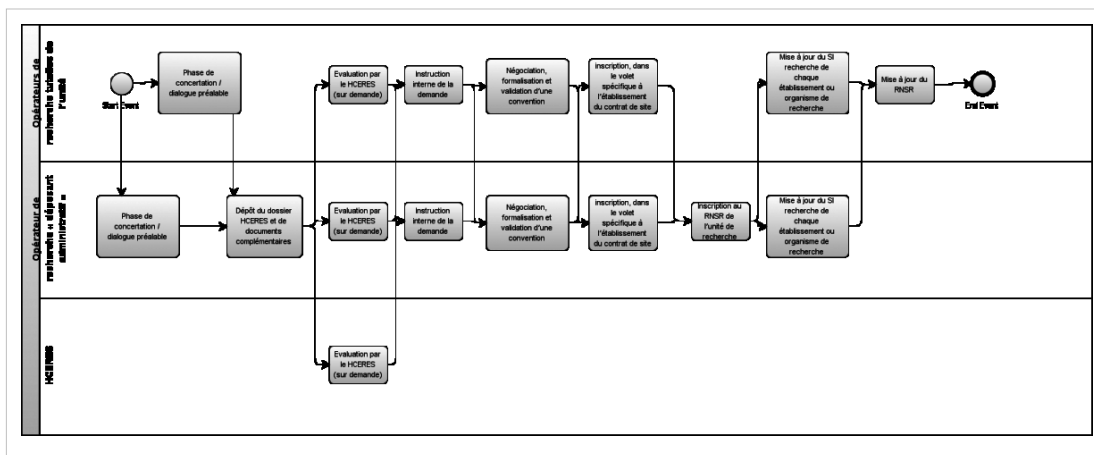 Opérateurs de
recherche tutelles de
l'unité
Start Event
Phase de
concertation /
dialogue préalable
Evaluation par
le HCERES
(sur demande)
Instruction
interne de la
demande
Négociation,
formalisation et
validation d'une
convention
Inscription, dans
le volet
spécifique à
l'établissement
du contrat de site
Mise à jour du SI
recherche de
chaque
établissement ou
organisme de
recherche
Mise à jour du
RNSR
End Event
Opérateur de
recherche « déposant
administratif »
Phase de
concertation /
dialogue préalable
Dépôt du dossier
HCERES et de
documents
complémentaires
Evaluation par
le HCERES
(sur demande)
Instruction
interne de la
demande
Négociation,
formalisation et
validation d'une
convention
Inscription, dans
le volet
spécifique à
l'établissement
du contrat de site
Inscription au
RNSR de
l'unité de
recherche
Mise à jour du SI
recherche de
chaque
établissement ou
organisme de
recherche
HCERES
Evaluation par
le HCERES
(sur demande)